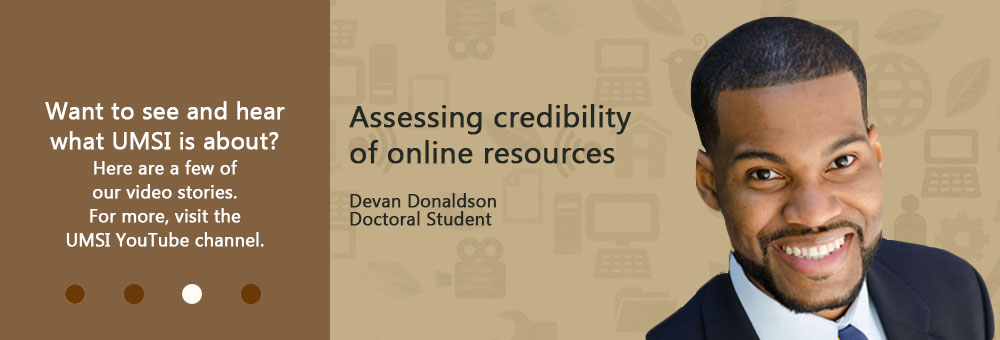 Want to see and hear
what UMSI is about?
Here are a few of
our video stories.
For more, visit the
UMSI YouTube channel.
Assessing credibility
of online resources
Devan Donaldson
Doctoral Student